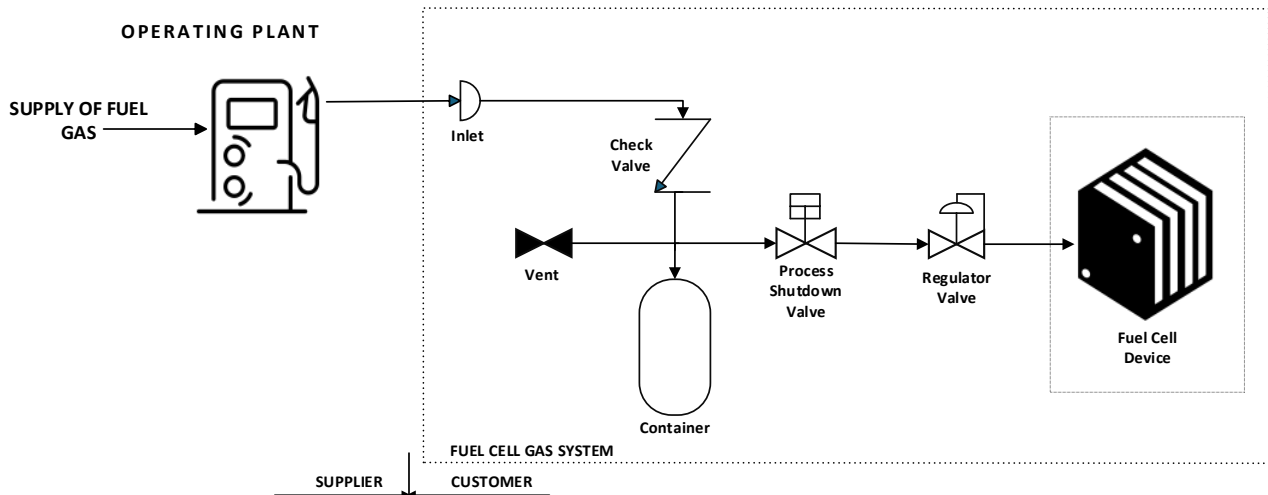 OPERATING PLANT
SUPPLY OF FUEL
GAS
Inlet
Check
Valve
Vent
Process
Shutdown
Valve
Regulator
Valve
Fuel Cell
Device
Container
FUEL CELL GAS SYSTEM
SUPPLIER
CUSTOMER